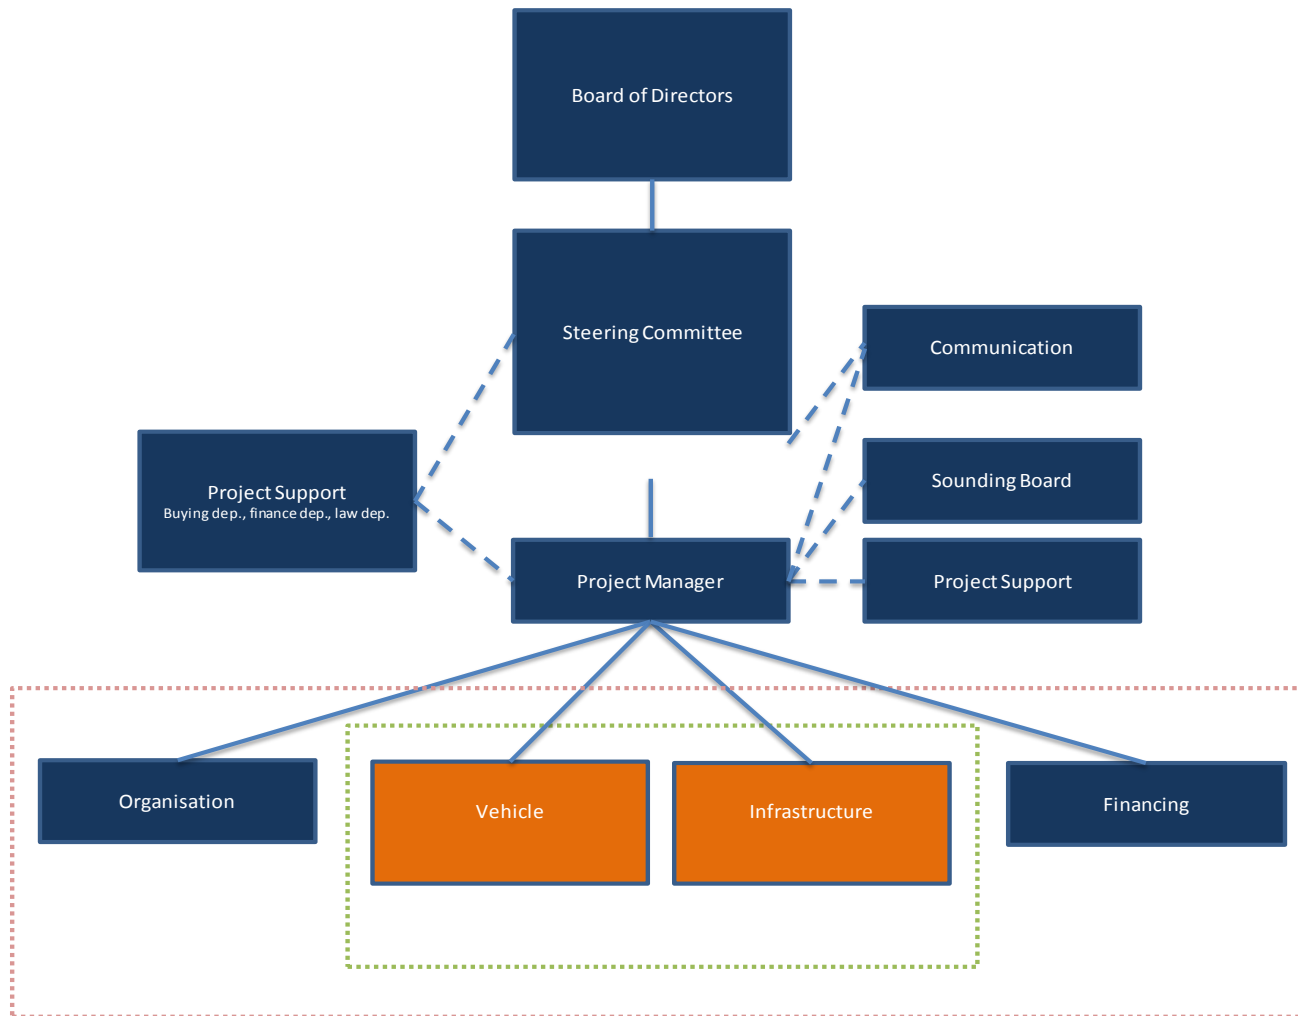 Board of Directors
Steering Committee
Communication
Project Support
Buying dep., finance dep., law dep.
Sounding Board
Project Manager
Project Support
Organisation
Vehicle
Infrastructure
Financing